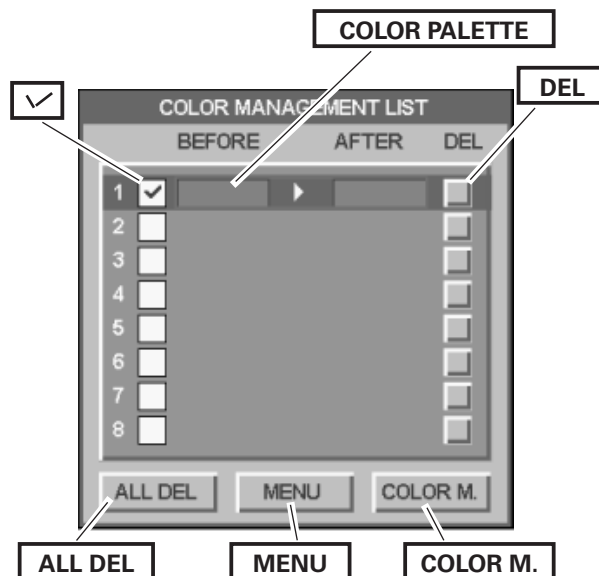 COLOR PALETTE
DEL
COLOR MANAGEMENT LIST
BEFORE AFTER DEL
1
2
3
4
5
6
7
8
ALL DEL MENU COLOR M.
ALL DEL MENU COLOR M.